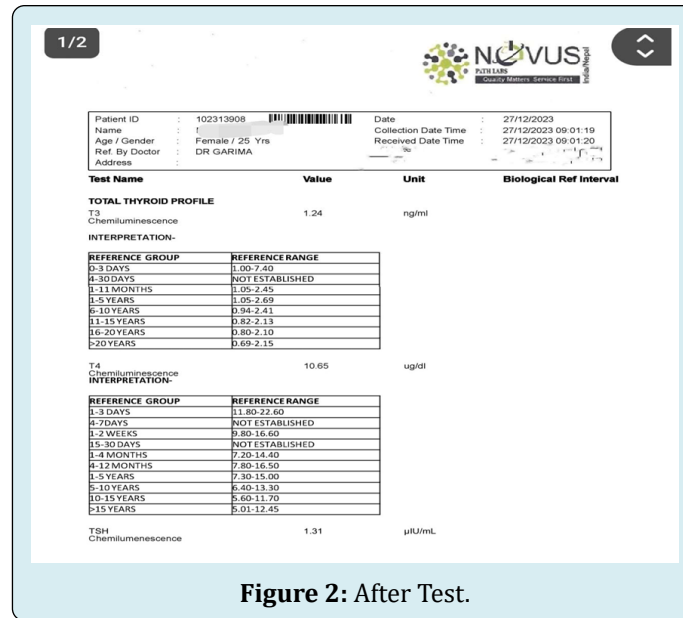 1/2
NOVUS
PATH LABS
Quality Matters Service First
India/Nepal
Patient ID : 102313908 Date : 27/12/2023
Name : Collection Date Time : 27/12/2023 09:01:19
Age / Gender : Female / 25 Yrs Received Date Time : 27/12/2023 09:01:20
Ref. By Doctor : DR GARIMA
Address :
Test Name Value Unit Biological Ref Interval
TOTAL THYROID PROFILE
T3 1.24 ng/ml
Chemiluminescence
INTERPRETATION-
REFERENCE GROUP REFERENCE RANGE
0-3 DAYS 1.00-7.40
4-30 DAYS NOT ESTABLISHED
1-11 MONTHS 1.05-2.45
1-5 YEARS 1.05-2.69
6-10 YEARS 0.94-2.41
11-15 YEARS 0.82-2.13
16-20 YEARS 0.80-2.10
>20 YEARS 0.69-2.15
T4 10.65 ug/dl
Chemiluminescence
INTERPRETATION-
REFERENCE GROUP REFERENCE RANGE
1-3 DAYS 11.80-22.60
4-7DAYS NOT ESTABLISHED
1-2 WEEKS 9.80-16.60
15-30 DAYS NOT ESTABLISHED
1-4 MONTHS 7.20-14.40
4-12 MONTHS 7.80-16.50
1-5 YEARS 7.30-15.00
5-10 YEARS 6.40-13.30
10-15 YEARS 5.60-11.70
>15 YEARS 5.01-12.45
TSH 1.31 µIU/mL
Chemilumenescence
Figure 2: After Test.